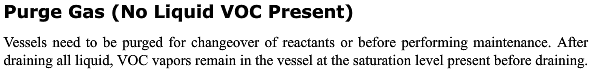 Purge Gas (No Liquid VOC Present)
Vessels need to be purged for changeover of reactants or before performing maintenance. After
draining all liquid, VOC vapors remain in the vessel at the saturation level present before draining.